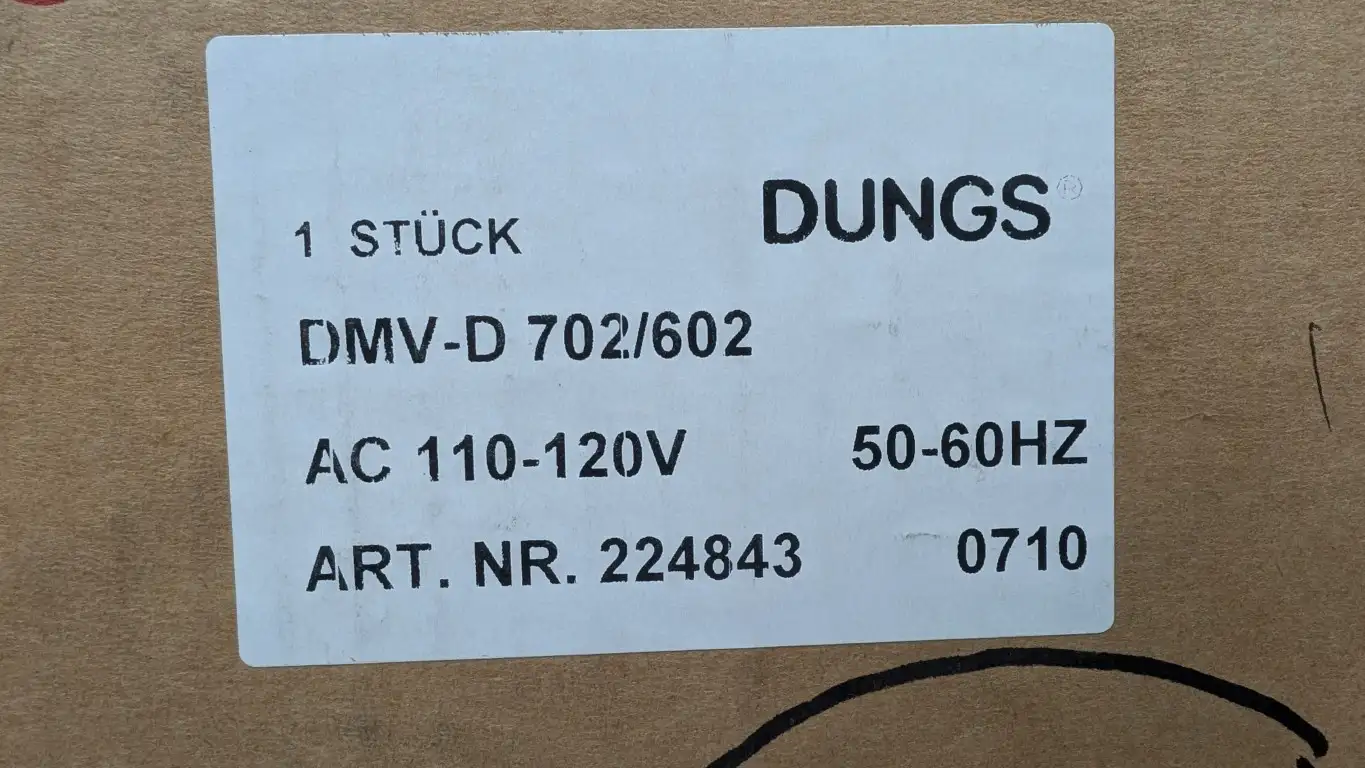 DUNGS®
1 STÜCK
DMV-D 702/602
AC 110-120V 50-60HZ
ART. NR. 224843 0710